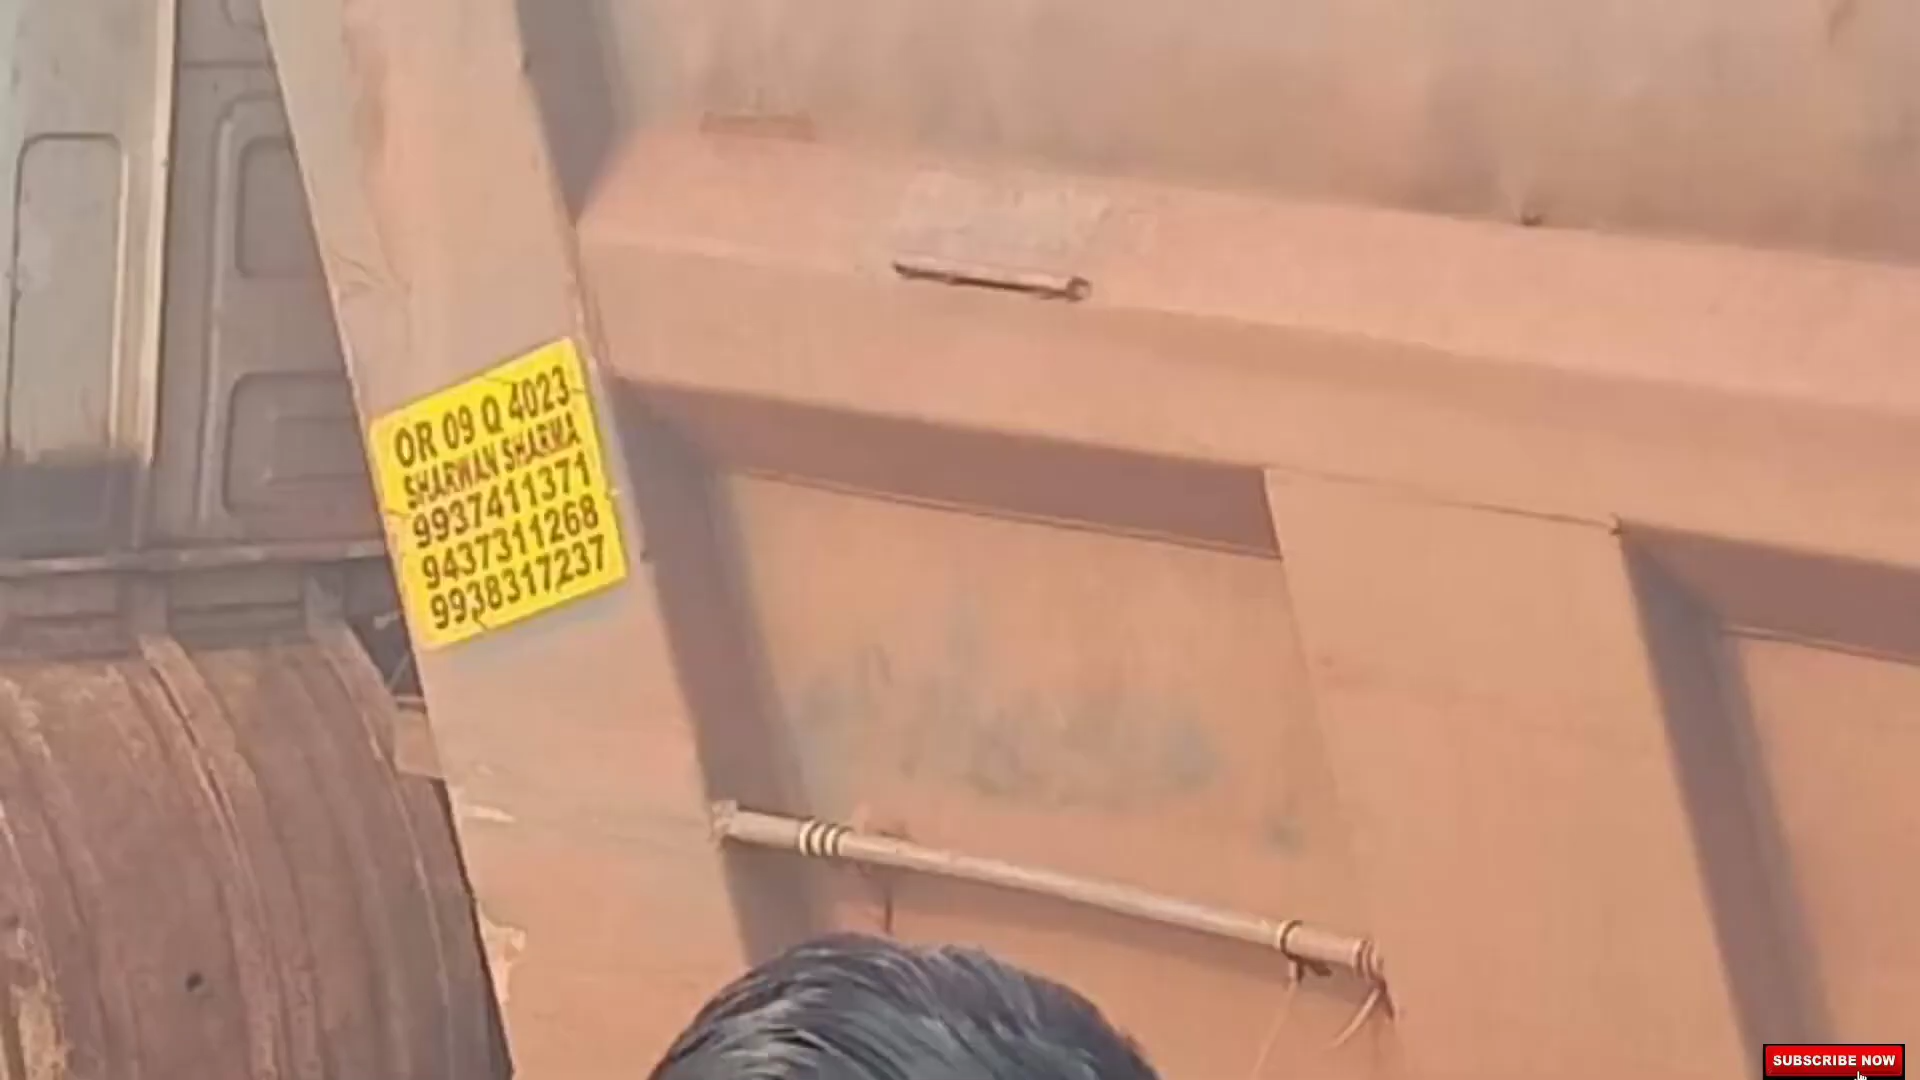 OR 09 Q 4023
SHARWAN SHARMA
9937411371
9437311268
9938317237
SUBSCRIBE NOW